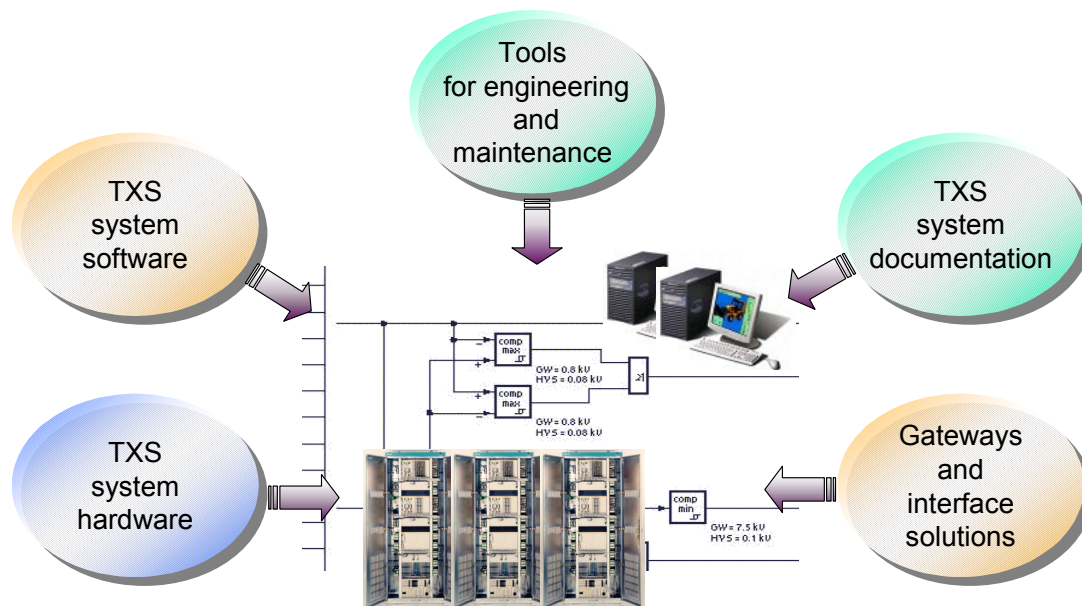 Tools
for engineering
and
maintenance
TXS
system
software
TXS
system
documentation
comp
max
+
GW = 0.8 kV
HYS = 0.08 kV
≥1
+
comp
max
GW = 0.8 kV
HYS = 0.08 kV
TXS
system
hardware
Gateways
and
interface
solutions
comp
min
GW = 7.5 kV
HYS = 0.1 kV